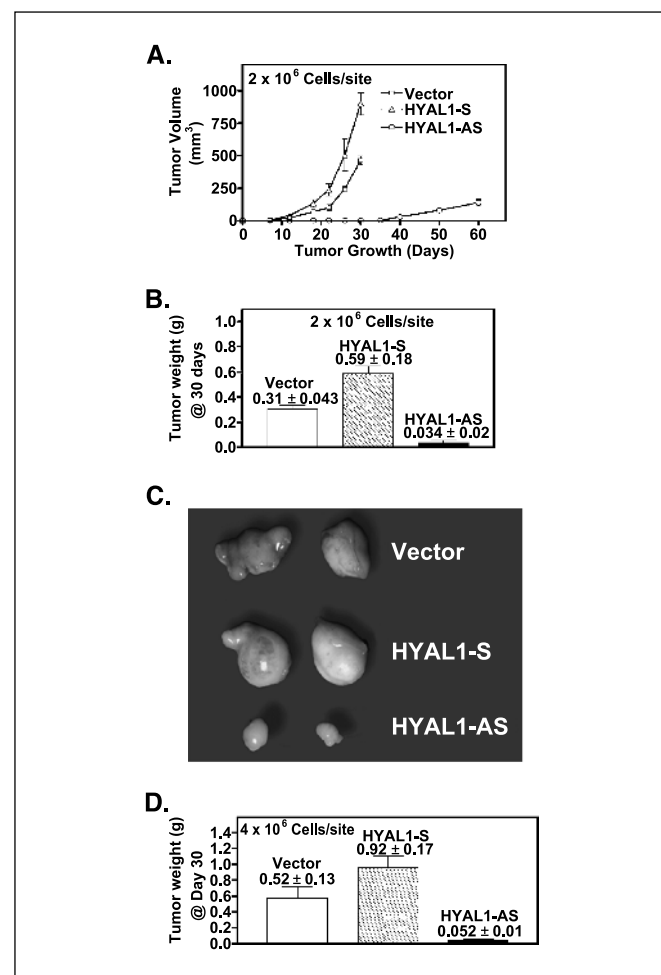 A.
2 x 10⁶ Cells/site
Vector
HYAL1-S
HYAL1-AS
Tumor Volume
(mm³)
1000
750
500
250
0
0 10 20 30 40 50 60
Tumor Growth (Days)
B.
2 x 10⁶ Cells/site
Tumor weight (g)
@ 30 days
1.0
0.8
0.6
0.4
0.2
0.0
HYAL1-S
0.59 ± 0.18
Vector
0.31 ± 0.043
HYAL1-AS
0.034 ± 0.02
C.
Vector
HYAL1-S
HYAL1-AS
D.
4 x 10⁶ Cells/site
Tumor weight (g)
@ Day 30
1.4
1.2
1.0
0.8
0.6
0.4
0.2
0.0
HYAL1-S
0.92 ± 0.17
Vector
0.52 ± 0.13
HYAL1-AS
0.052 ± 0.01